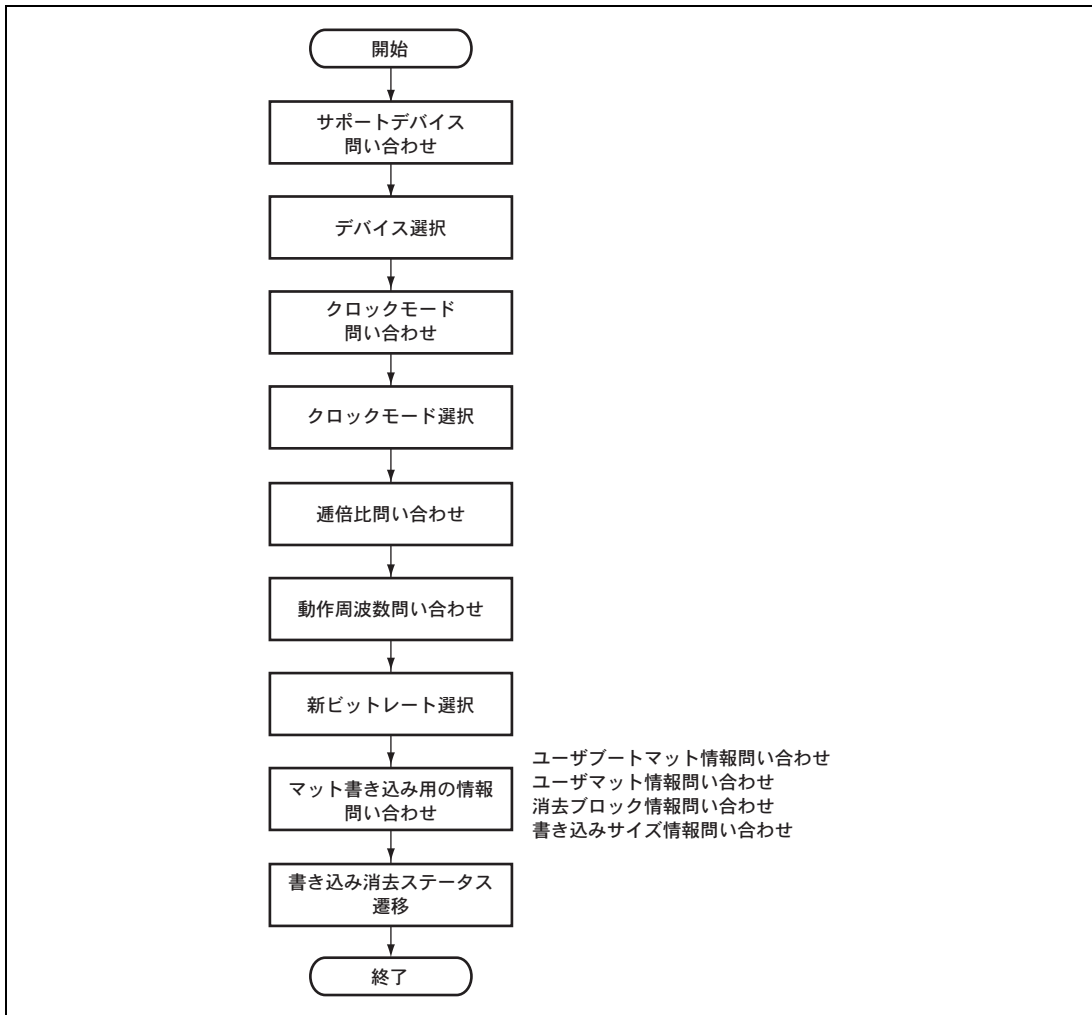 開始
サポートデバイス
問い合わせ
デバイス選択
クロックモード
問い合わせ
クロックモード選択
逓倍比問い合わせ
動作周波数問い合わせ
新ビットレート選択
マット書き込み用の情報
問い合わせ
ユーザブートマット情報問い合わせ
ユーザマット情報問い合わせ
消去ブロック情報問い合わせ
書き込みサイズ情報問い合わせ
書き込み消去ステータス
遷移
終了